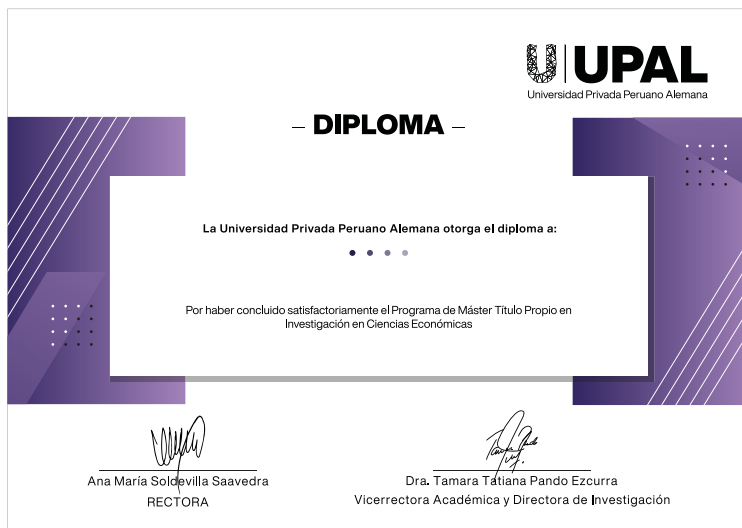 UPAL
Universidad Privada Peruano Alemana
– DIPLOMA –
La Universidad Privada Peruano Alemana otorga el diploma a:
Por haber concluido satisfactoriamente el Programa de Máster Título Propio en
Investigación en Ciencias Económicas
Ana María Soldevilla Saavedra
RECTORA
Dra. Tamara Tatiana Pando Ezcurra
Vicerrectora Académica y Directora de Investigación